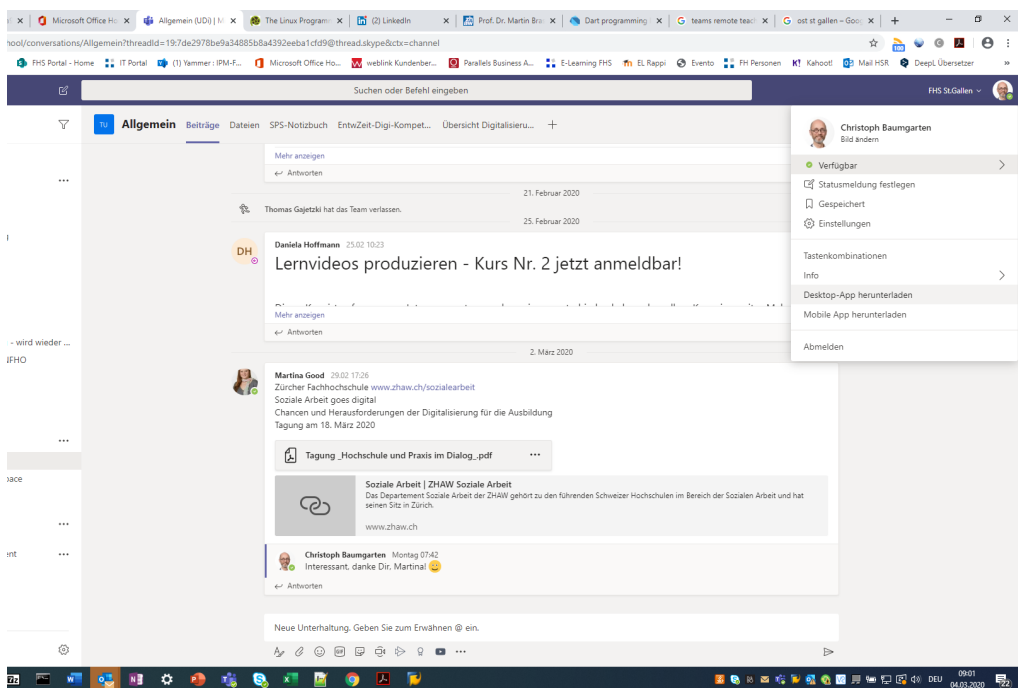 Microsoft Office Ho
Allgemein (UDi) | M
The Linux Programm
(2) LinkedIn
Prof. Dr. Martin Bra
Dart programming
teams remote teach
ost st gallen – Goo
hool/conversations/Allgemein?threadId=19:7de2978be9a34885b8a4392eeba1cfd9@thread.skype&ctx=channel
100
FHS Portal - Home
IT Portal
(1) Yammer : IPM-F...
Microsoft Office Ho...
weblink Kundenber...
Parallels Business A...
E-Learning FHS
EL Rappi
Evento
FH Personen
K! Kahoot!
Mail HSR
DeepL Übersetzer
»
Suchen oder Befehl eingeben
FHS St.Gallen
TU Allgemein Beiträge Dateien SPS-Notizbuch EntwZeit-Digi-Kompet... Übersicht Digitalisieru... +
Christoph Baumgarten
Bild ändern
Verfügbar
Statusmeldung festlegen
Gespeichert
Einstellungen
Tastenkombinationen
Info
Desktop-App herunterladen
Mobile App herunterladen
Abmelden
Mehr anzeigen
Antworten
21. Februar 2020
Thomas Gajetzki hat das Team verlassen.
25. Februar 2020
DH
Daniela Hoffmann 25.02 10:23
Lernvideos produzieren - Kurs Nr. 2 jetzt anmeldbar!
Mehr anzeigen
Antworten
2. März 2020
- wird wieder ...
IFHO
Martina Good 29.02 17:26
Zürcher Fachhochschule www.zhaw.ch/sozialearbeit
Soziale Arbeit goes digital
Chancen und Herausforderungen der Digitalisierung für die Ausbildung
Tagung am 18. März 2020
Tagung _Hochschule und Praxis im Dialog_.pdf
Soziale Arbeit | ZHAW Soziale Arbeit
Das Departement Soziale Arbeit der ZHAW gehört zu den führenden Schweizer Hochschulen im Bereich der Sozialen Arbeit und hat
seinen Sitz in Zürich.
www.zhaw.ch
pace
ent
Christoph Baumgarten Montag 07:42
Interessant, danke Dir, Martina!
Antworten
Neue Unterhaltung. Geben Sie zum Erwähnen @ ein.
GIF
DEU
09:01
04.03.2020
22